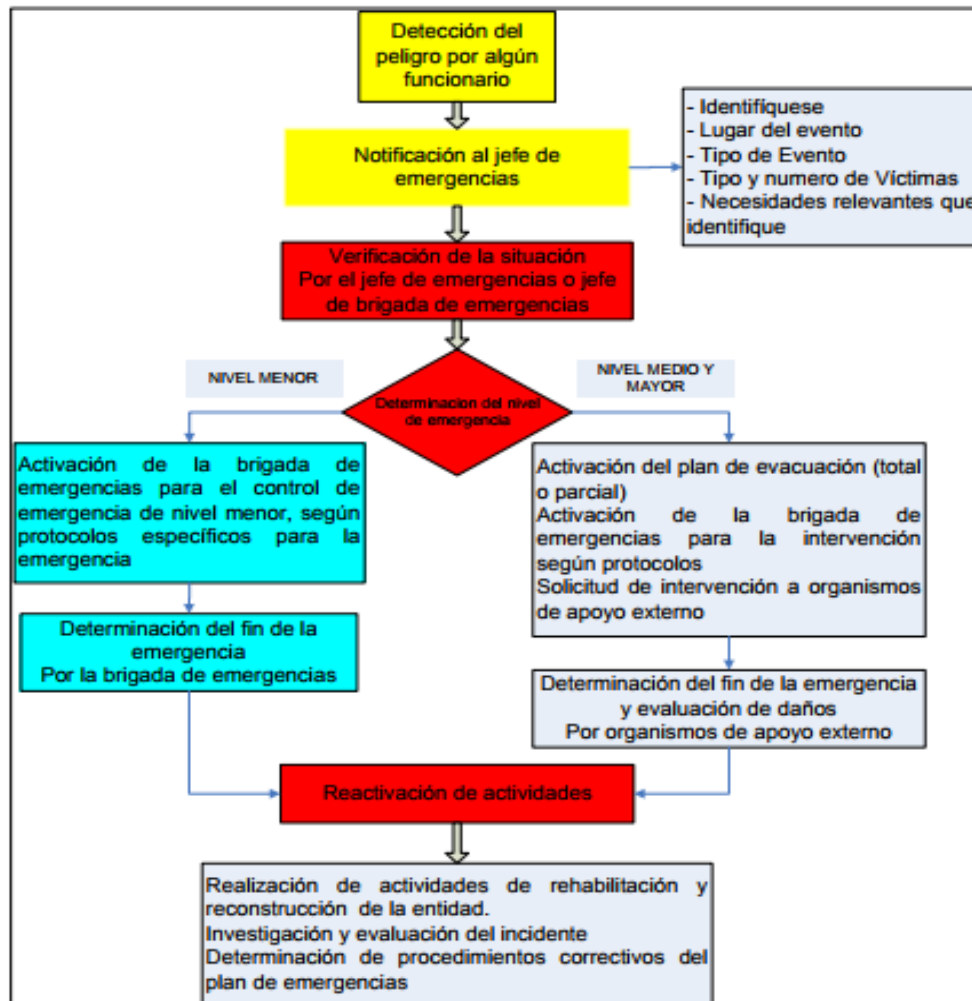 Detección del
peligro por algún
funcionario
Notificación al jefe de
emergencias
- Identifíquese
- Lugar del evento
- Tipo de Evento
- Tipo y numero de Víctimas
- Necesidades relevantes que
identifique
Verificación de la situación
Por el jefe de emergencias o jefe
de brigada de emergencias
Determinacion del nivel
de emergencia
NIVEL MENOR
NIVEL MEDIO Y
MAYOR
Activación de la brigada de
emergencias para el control de
emergencia de nivel menor, según
protocolos específicos para la
emergencia
Determinación del fin de la
emergencia
Por la brigada de emergencias
Activación del plan de evacuación (total
o parcial)
Activación de la brigada de
emergencias para la intervención
según protocolos
Solicitud de intervención a organismos
de apoyo externo
Determinación del fin de la emergencia
y evaluación de daños
Por organismos de apoyo externo
Reactivación de actividades
Realización de actividades de rehabilitación y
reconstrucción de la entidad.
Investigación y evaluación del incidente
Determinación de procedimientos correctivos del
plan de emergencias